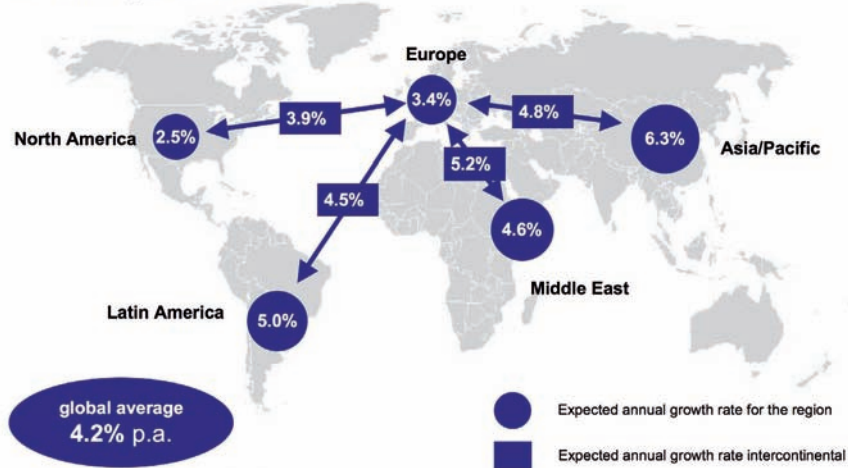 Europe
3.4%
3.9%
4.8%
North America
2.5%
6.3%
Asia/Pacific
5.2%
4.5%
4.6%
Middle East
Latin America
5.0%
global average
4.2% p.a.
Expected annual growth rate for the region
Expected annual growth rate intercontinental